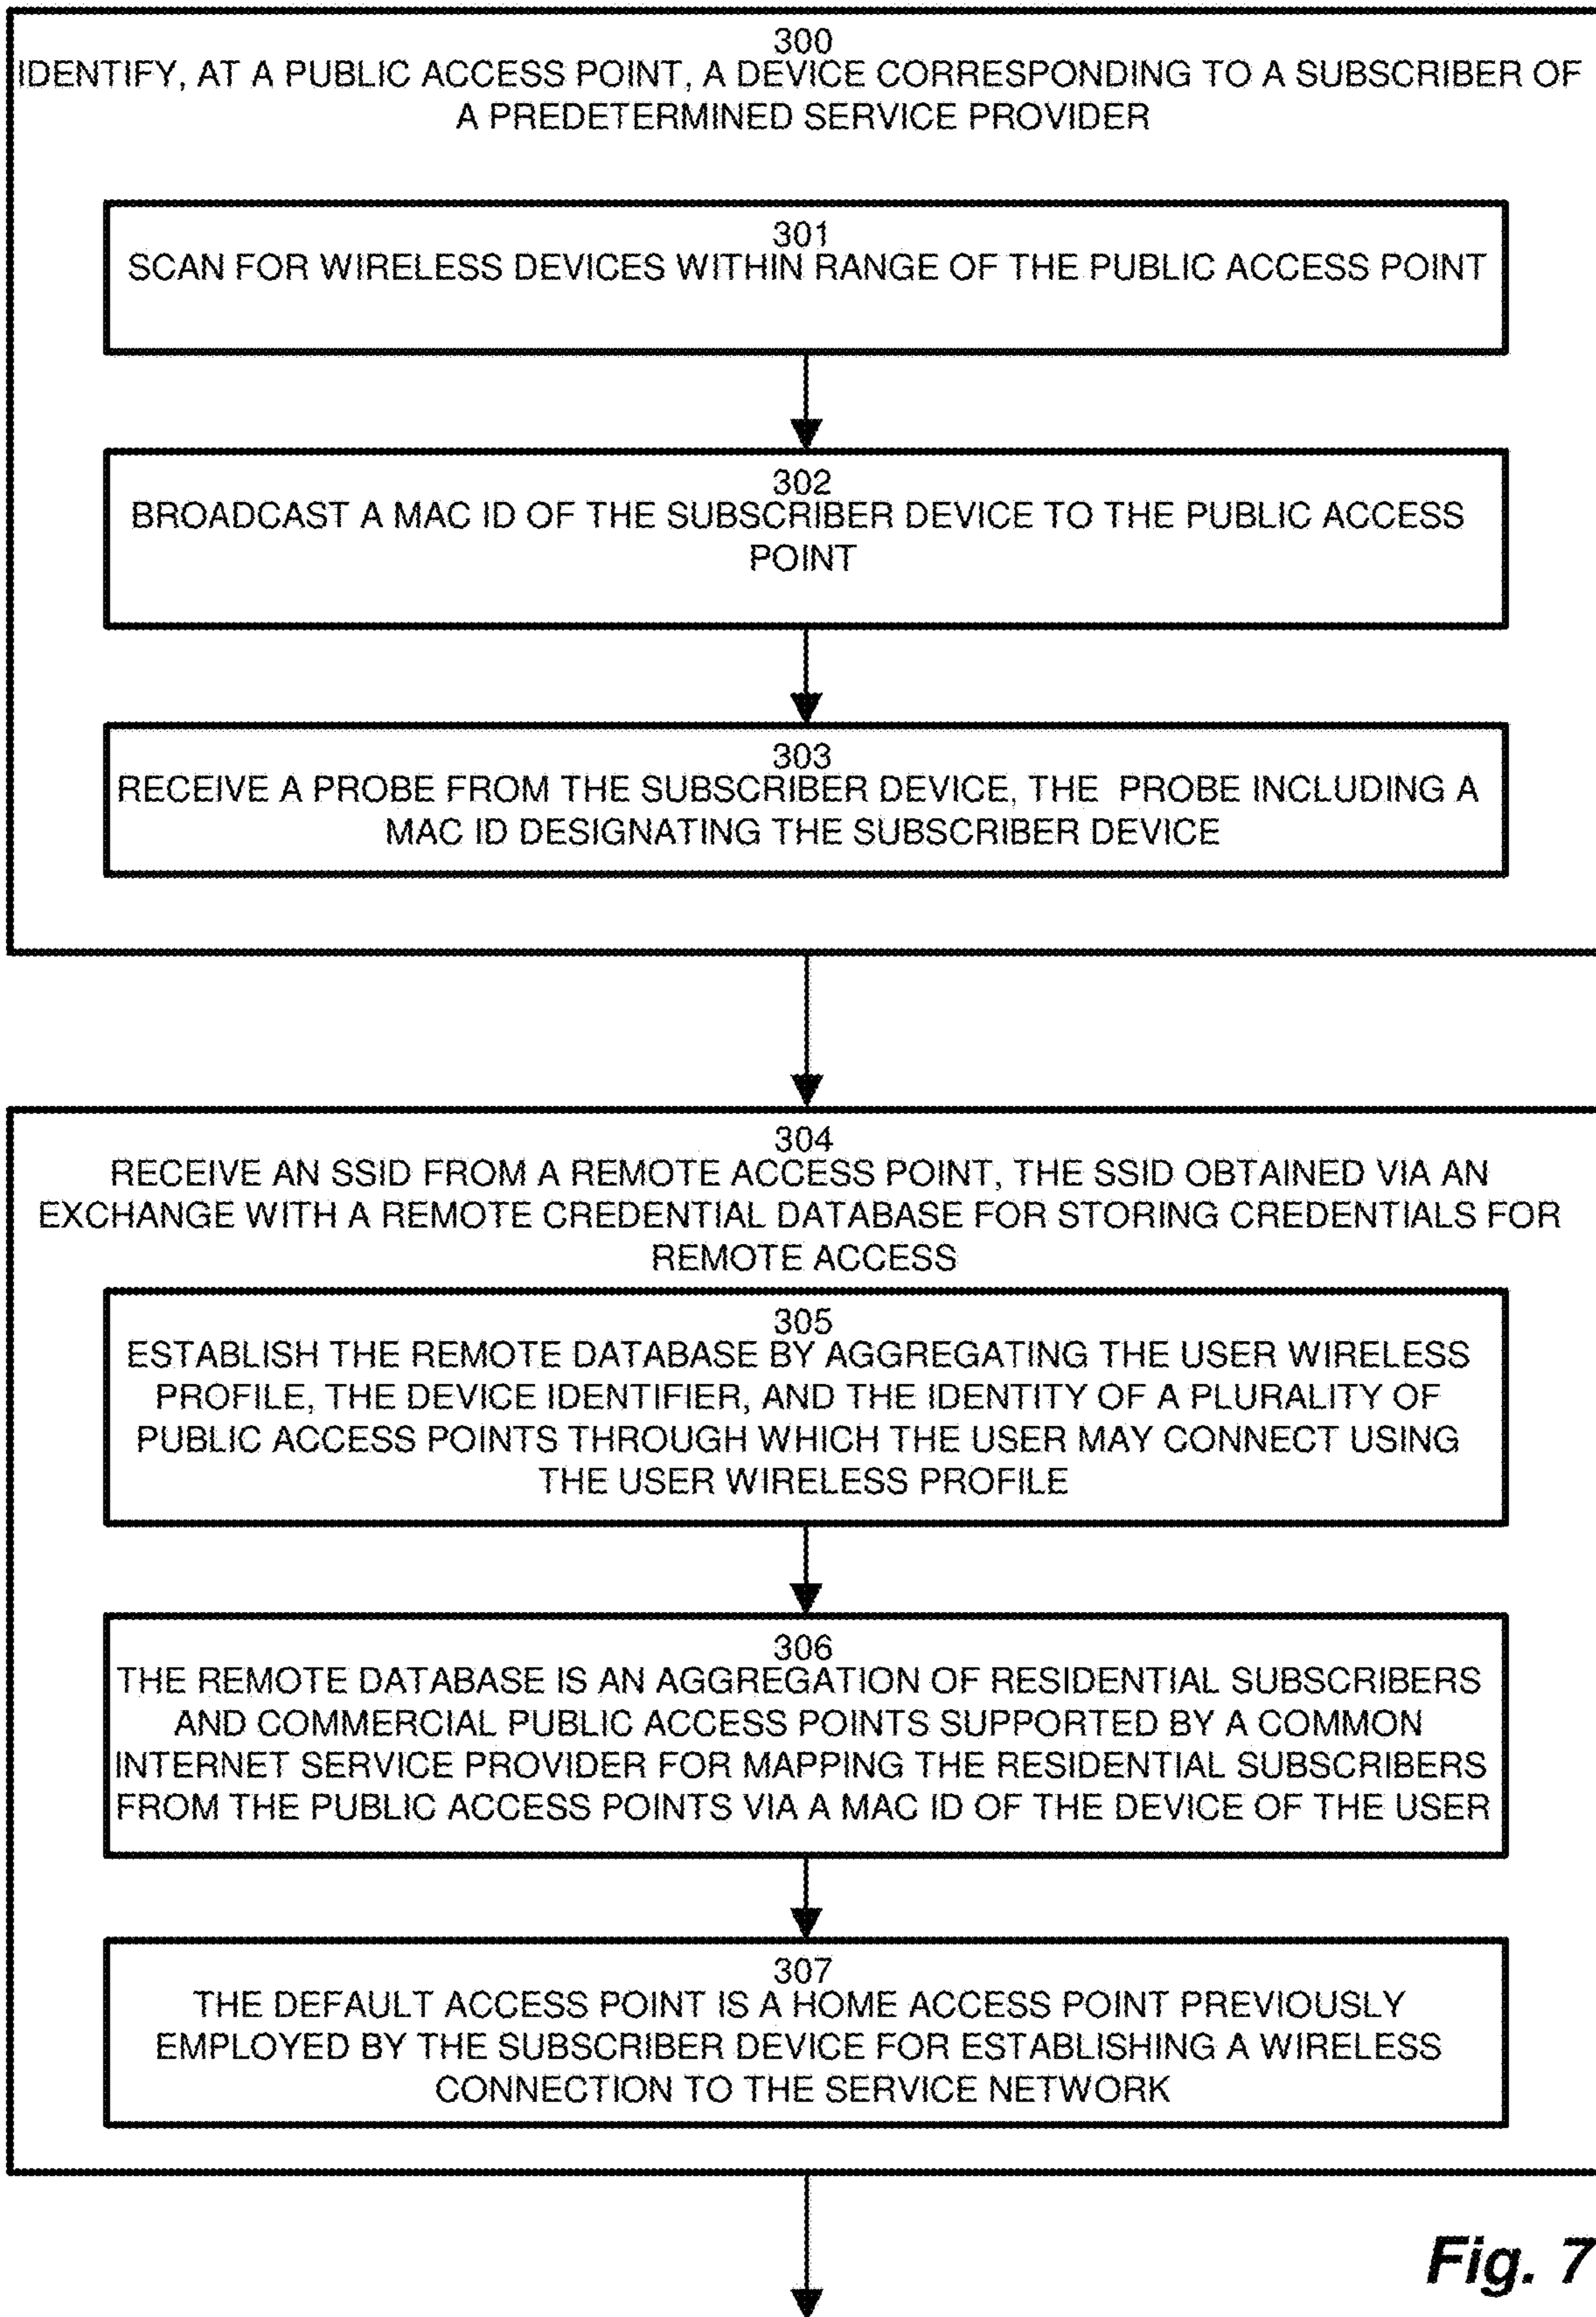 300
IDENTIFY, AT A PUBLIC ACCESS POINT, A DEVICE CORRESPONDING TO A SUBSCRIBER OF
A PREDETERMINED SERVICE PROVIDER
301
SCAN FOR WIRELESS DEVICES WITHIN RANGE OF THE PUBLIC ACCESS POINT
302
BROADCAST A MAC ID OF THE SUBSCRIBER DEVICE TO THE PUBLIC ACCESS
POINT
303
RECEIVE A PROBE FROM THE SUBSCRIBER DEVICE, THE PROBE INCLUDING A
MAC ID DESIGNATING THE SUBSCRIBER DEVICE
304
RECEIVE AN SSID FROM A REMOTE ACCESS POINT, THE SSID OBTAINED VIA AN
EXCHANGE WITH A REMOTE CREDENTIAL DATABASE FOR STORING CREDENTIALS FOR
REMOTE ACCESS
305
ESTABLISH THE REMOTE DATABASE BY AGGREGATING THE USER WIRELESS
PROFILE, THE DEVICE IDENTIFIER, AND THE IDENTITY OF A PLURALITY OF
PUBLIC ACCESS POINTS THROUGH WHICH THE USER MAY CONNECT USING
THE USER WIRELESS PROFILE
306
THE REMOTE DATABASE IS AN AGGREGATION OF RESIDENTIAL SUBSCRIBERS
AND COMMERCIAL PUBLIC ACCESS POINTS SUPPORTED BY A COMMON
INTERNET SERVICE PROVIDER FOR MAPPING THE RESIDENTIAL SUBSCRIBERS
FROM THE PUBLIC ACCESS POINTS VIA A MAC ID OF THE DEVICE OF THE USER
307
THE DEFAULT ACCESS POINT IS A HOME ACCESS POINT PREVIOUSLY
EMPLOYED BY THE SUBSCRIBER DEVICE FOR ESTABLISHING A WIRELESS
CONNECTION TO THE SERVICE NETWORK
Fig. 7